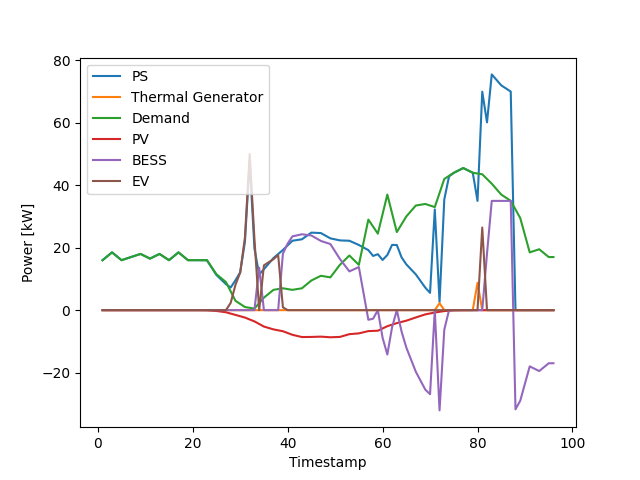 80
60
40
20
0
−20
Power [kW]
PS
Thermal Generator
Demand
PV
BESS
EV
0 20 40 60 80 100
Timestamp